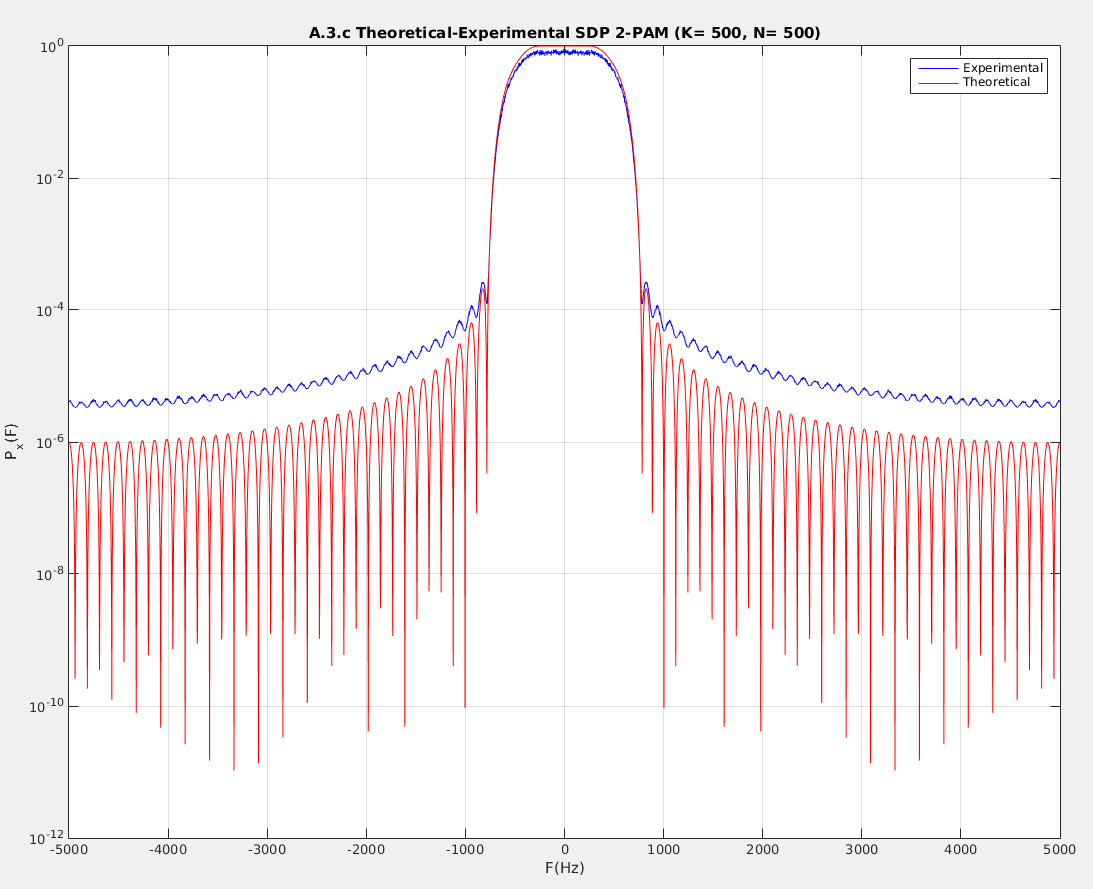 A.3.c Theoretical-Experimental SDP 2-PAM (K= 500, N= 500)
Experimental
Theoretical
10^0
10^-2
10^-4
10^-6
10^-8
10^-10
10^-12
P_x(F)
-5000 -4000 -3000 -2000 -1000 0 1000 2000 3000 4000 5000
F(Hz)